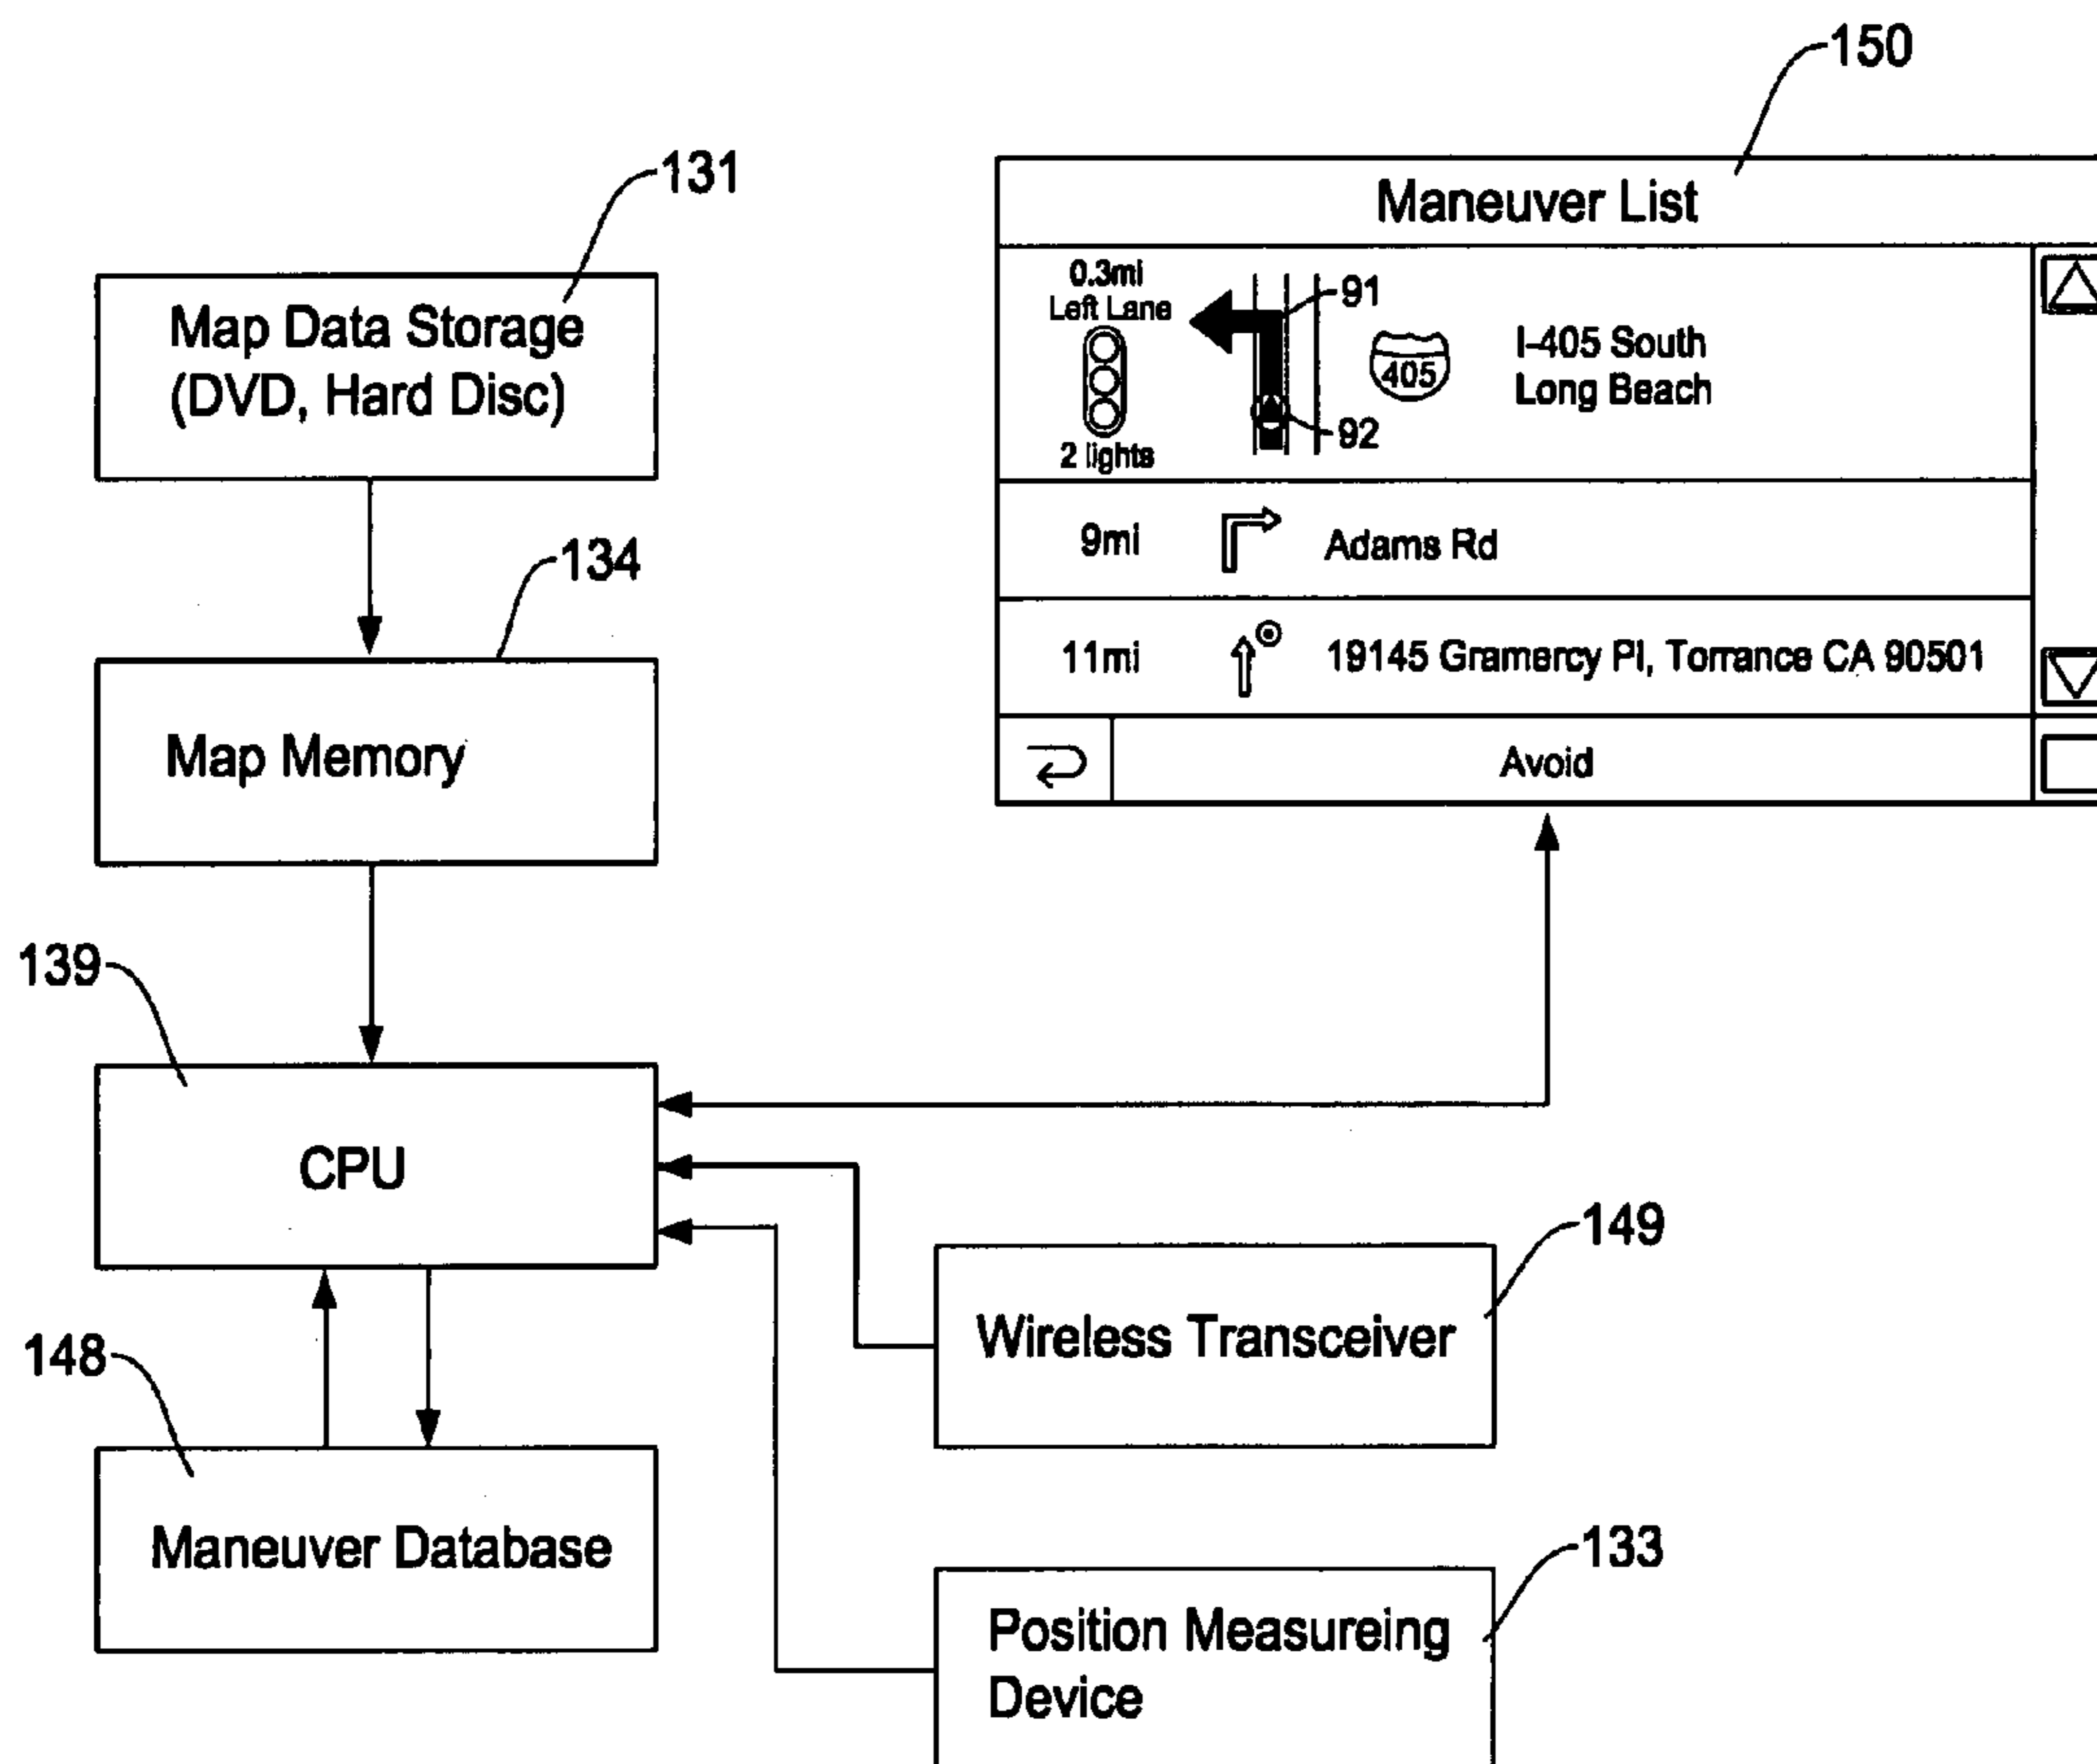 150
131
Maneuver List
Map Data Storage
(DVD, Hard Disc)
0.3mi
Left Lane
2 lights
91
92
405
I-405 South
Long Beach
134
9mi
Adams Rd
11mi
19145 Gramercy Pl, Torrance CA 90501
Map Memory
Avoid
139
CPU
149
Wireless Transceiver
148
Maneuver Database
133
Position Measureing
Device